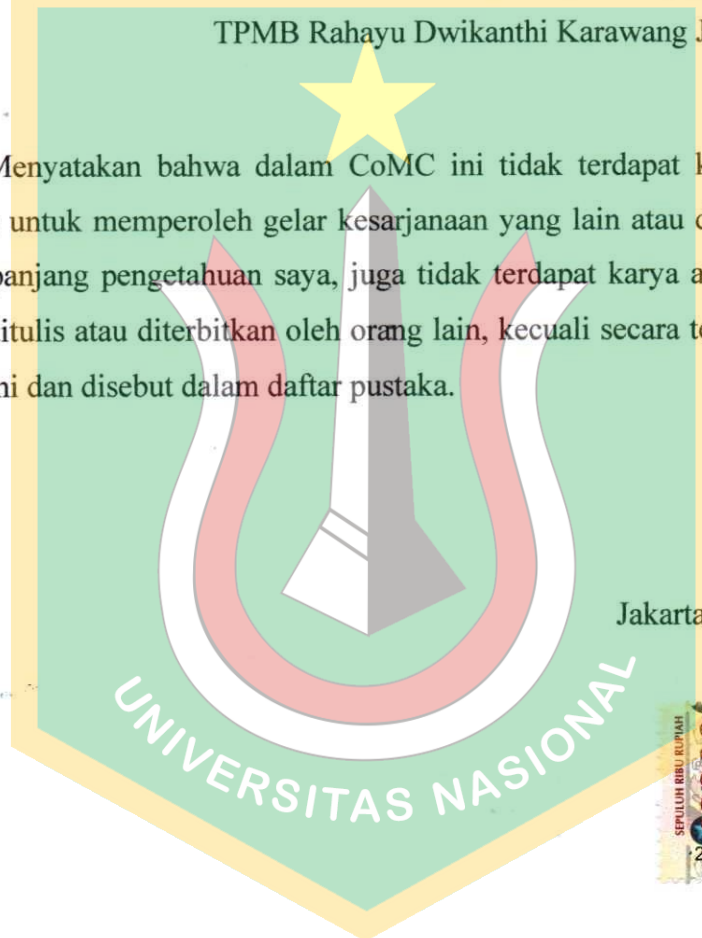 TPMB Rahayu Dwikanthi Karawang
Menyatakan bahwa dalam CoMC ini tidak terdapat
untuk memperoleh gelar kesarjanaan yang lain atau
panjang pengetahuan saya, juga tidak terdapat karya
itulis atau diterbitkan oleh orang lain, kecuali secara
ni dan disebut dalam daftar pustaka.
Jakarta
UNIVERSITAS NASIONAL
SEPULUH RIBU RUPIAH